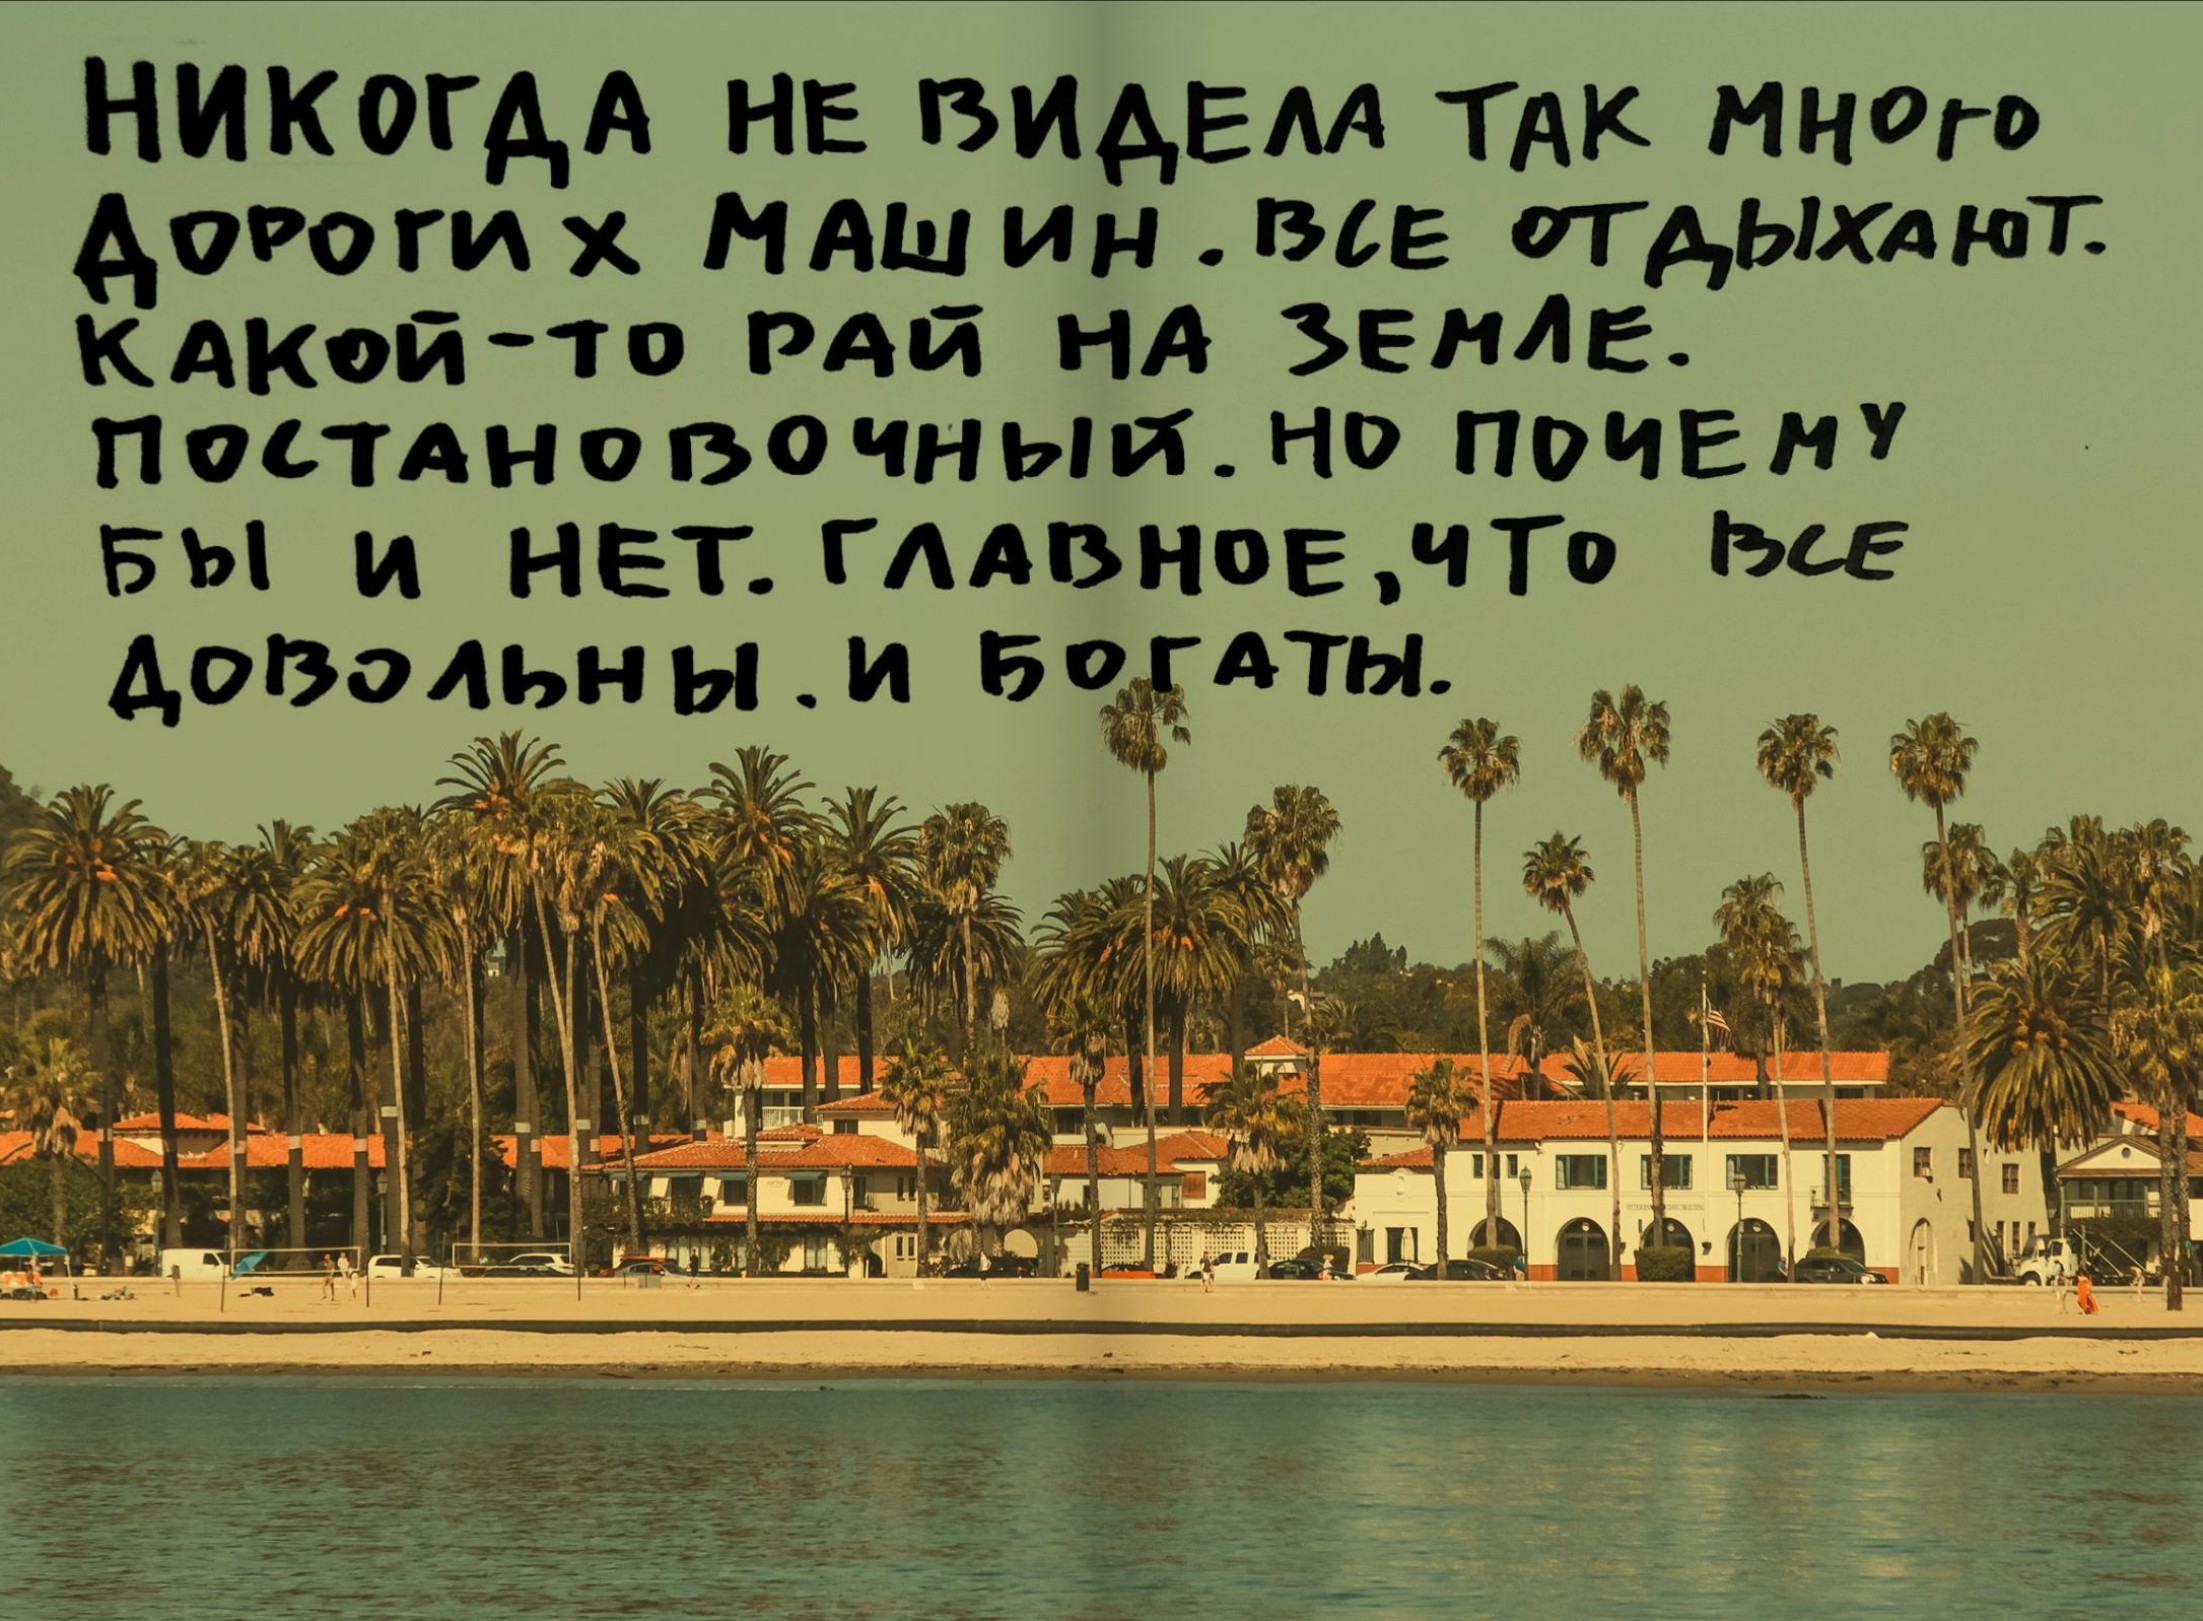 НИКОГДА НЕ ВИДЕЛА ТАК МНОГО
ДОРОГИХ МАШИН. ВСЕ ОТДЫХАЮТ.
КАКОЙ-ТО РАЙ НА ЗЕМЛЕ.
ПОСТАНОВОЧНЫЙ. НО ПОЧЕМУ
БЫ И НЕТ. ГЛАВНОЕ, ЧТО ВСЕ
ДОВОЛЬНЫ. И БОГАТЫ.